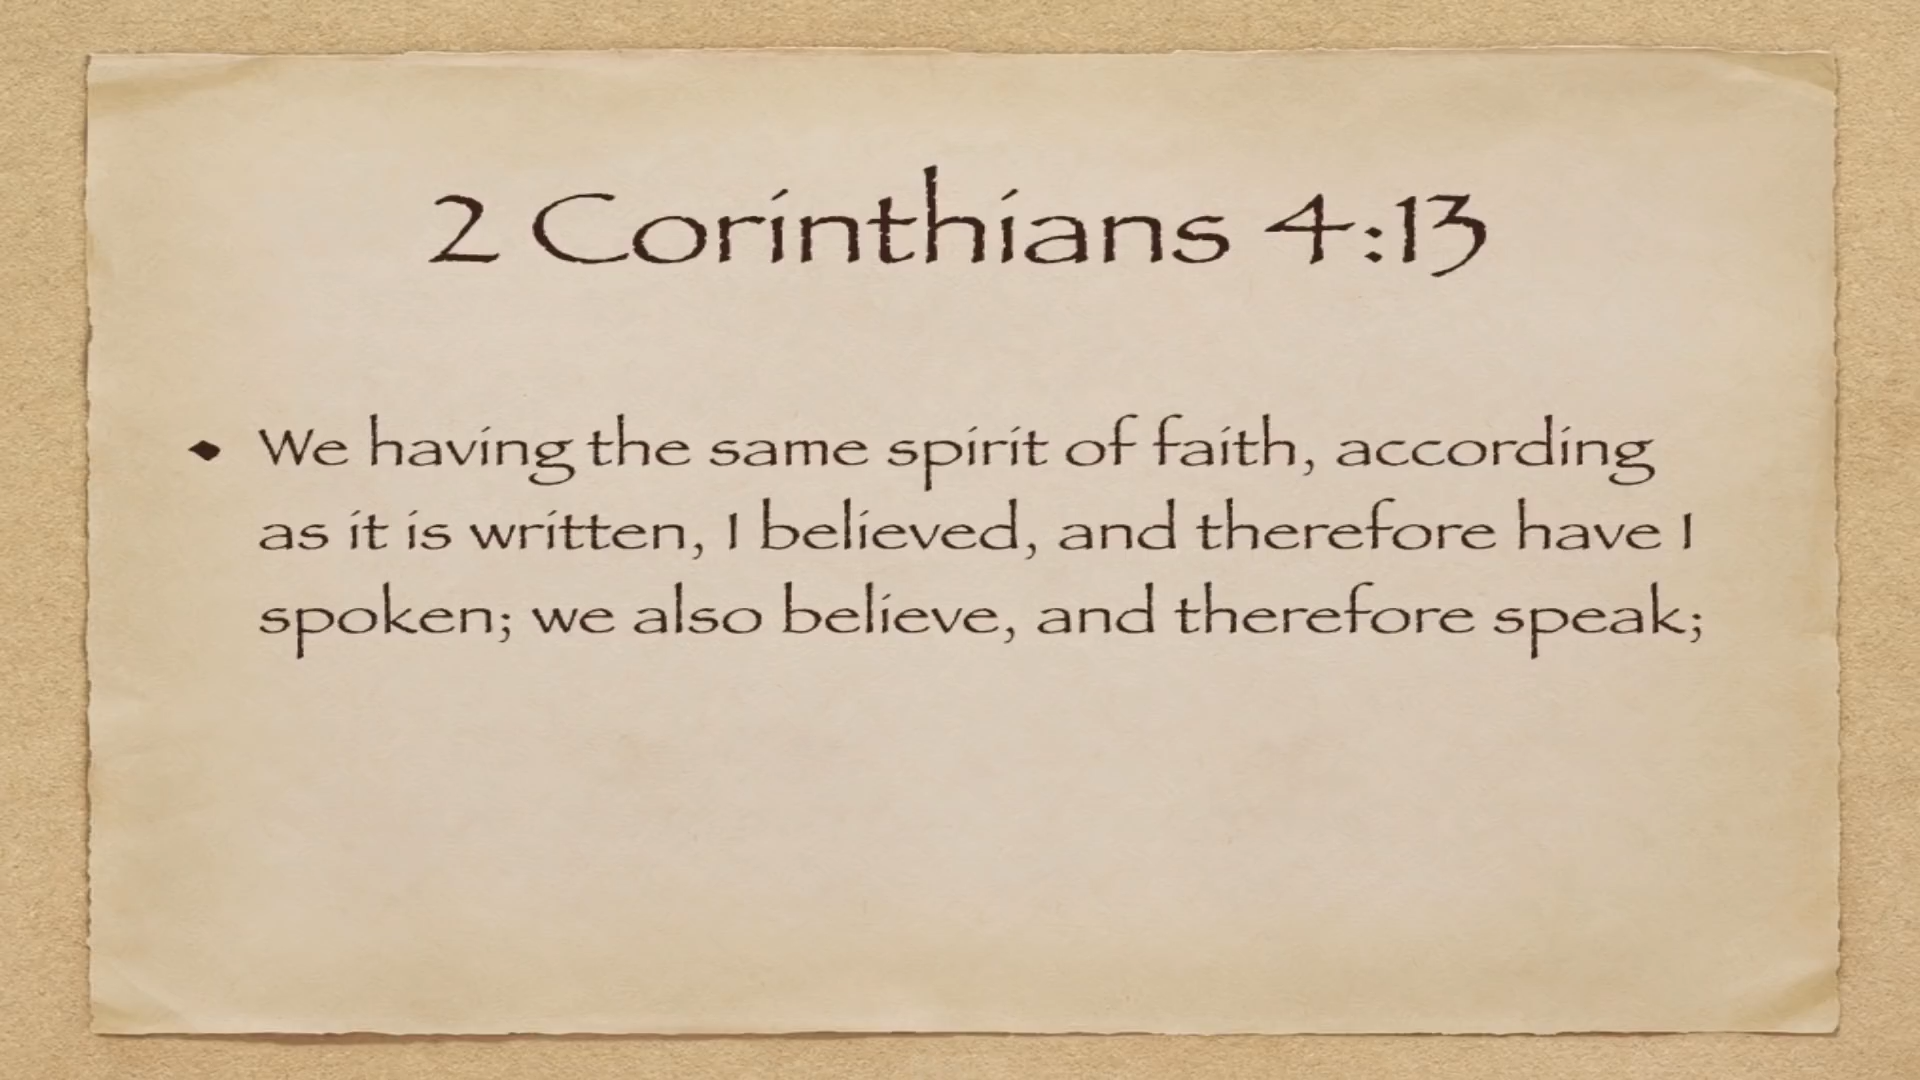 2 Corinthians 4:13
• We having the same spirit of faith, according
as it is written, I believed, and therefore have I
spoken; we also believe, and therefore speak;